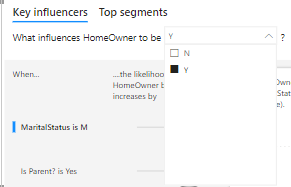 Key influencers Top segments
What influences HomeOwner to be Y ?
N
Y
When...
....the likelihood
HomeOwner b
increases by
MaritalStatus is M
Is Parent? is Yes